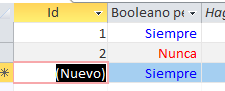 Id Booleano pe Hag
1 Siempre
2 Nunca
(Nuevo) Siempre